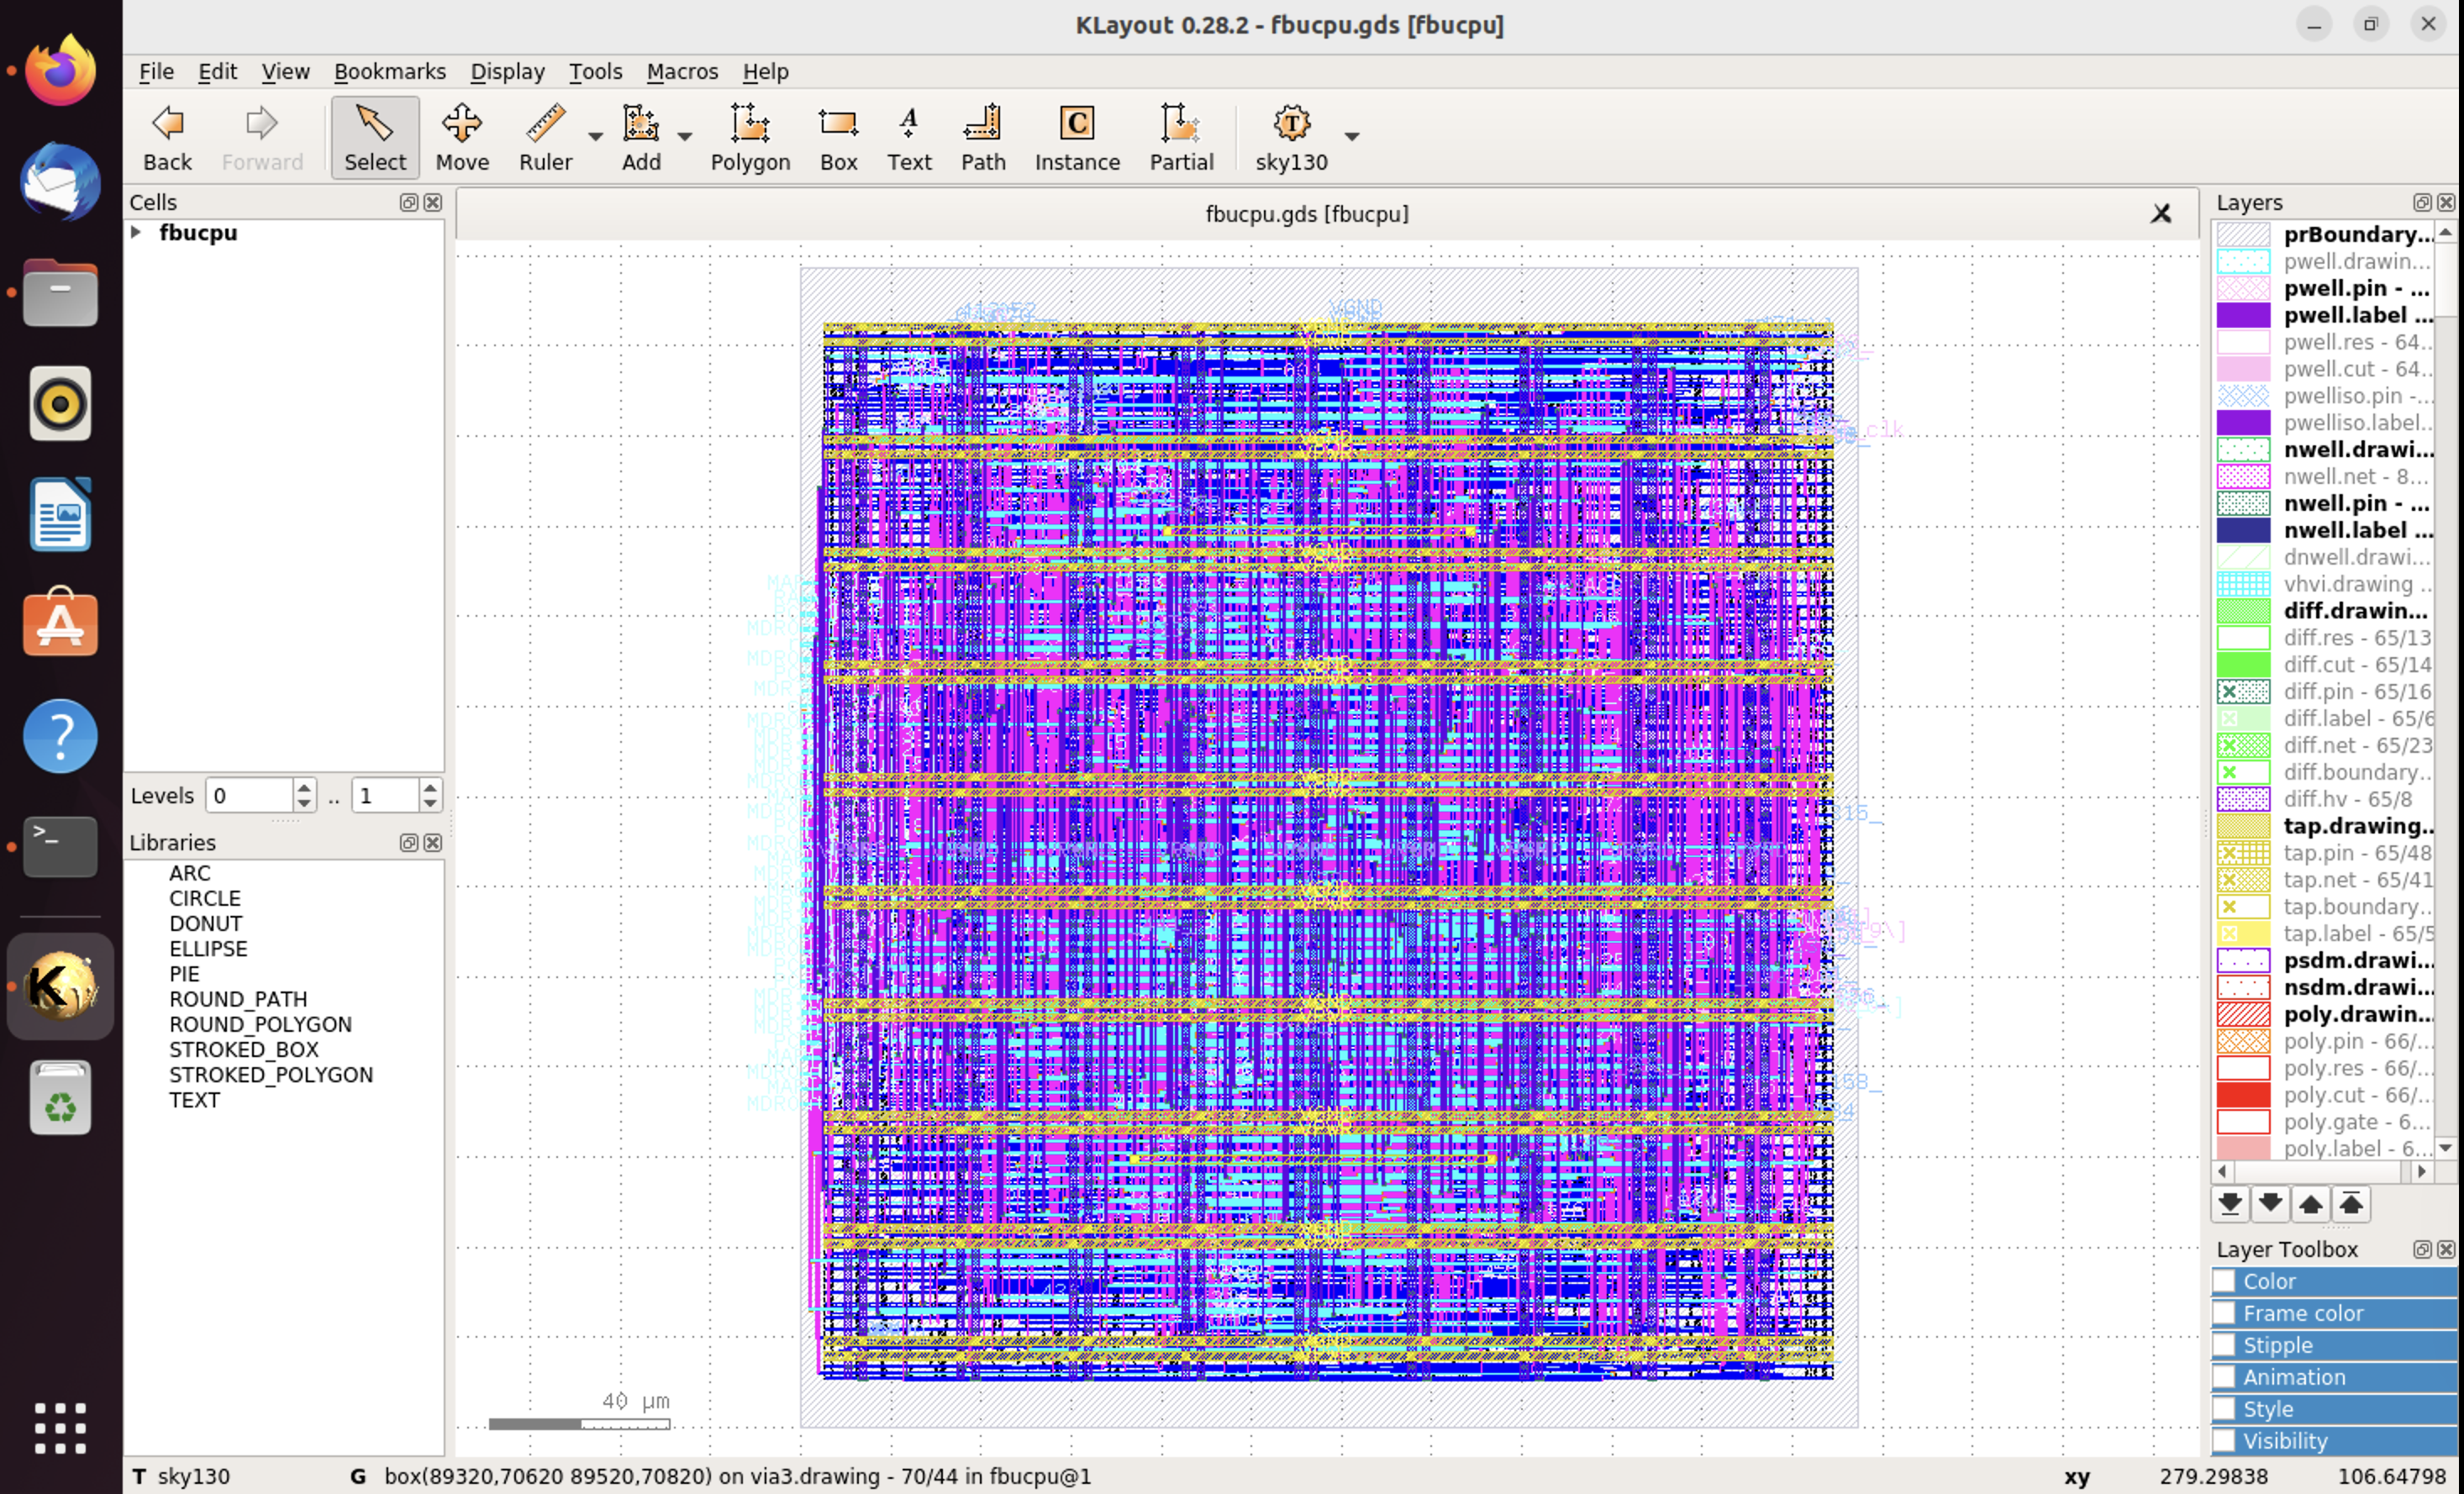 KLayout 0.28.2 - fbucpu.gds [fbucpu]
File Edit View Bookmarks Display Tools Macros Help
Back Forward Select Move Ruler Add Polygon Box Text Path Instance Partial sky130
Cells
fbucpu
Levels 0 .. 1
Libraries
ARC
CIRCLE
DONUT
ELLIPSE
PIE
ROUND_PATH
ROUND_POLYGON
STROKED_BOX
STROKED_POLYGON
TEXT
fbucpu.gds [fbucpu]
VGND
40 µm
Layers
prBoundary...
pwell.drawin...
pwell.pin - ...
pwell.label ...
pwell.res - 64...
pwell.cut - 64...
pwelliso.pin -...
pwelliso.label...
nwell.drawi...
nwell.net - 8...
nwell.pin - ...
nwell.label ...
dnwell.drawi...
vhvi.drawing ...
diff.drawin...
diff.res - 65/13
diff.cut - 65/14
diff.pin - 65/16
diff.label - 65/6
diff.net - 65/23
diff.boundary...
diff.hv - 65/8
tap.drawing...
tap.pin - 65/48
tap.net - 65/41
tap.boundary...
tap.label - 65/5
psdm.drawi...
nsdm.drawi...
poly.drawin...
poly.pin - 66/...
poly.res - 66/...
poly.cut - 66/...
poly.gate - 6...
poly.label - 6...
Layer Toolbox
Color
Frame color
Stipple
Animation
Style
Visibility
T sky130 G box(89320,70620 89520,70820) on via3.drawing - 70/44 in fbucpu@1 xy 279.29838 106.64798